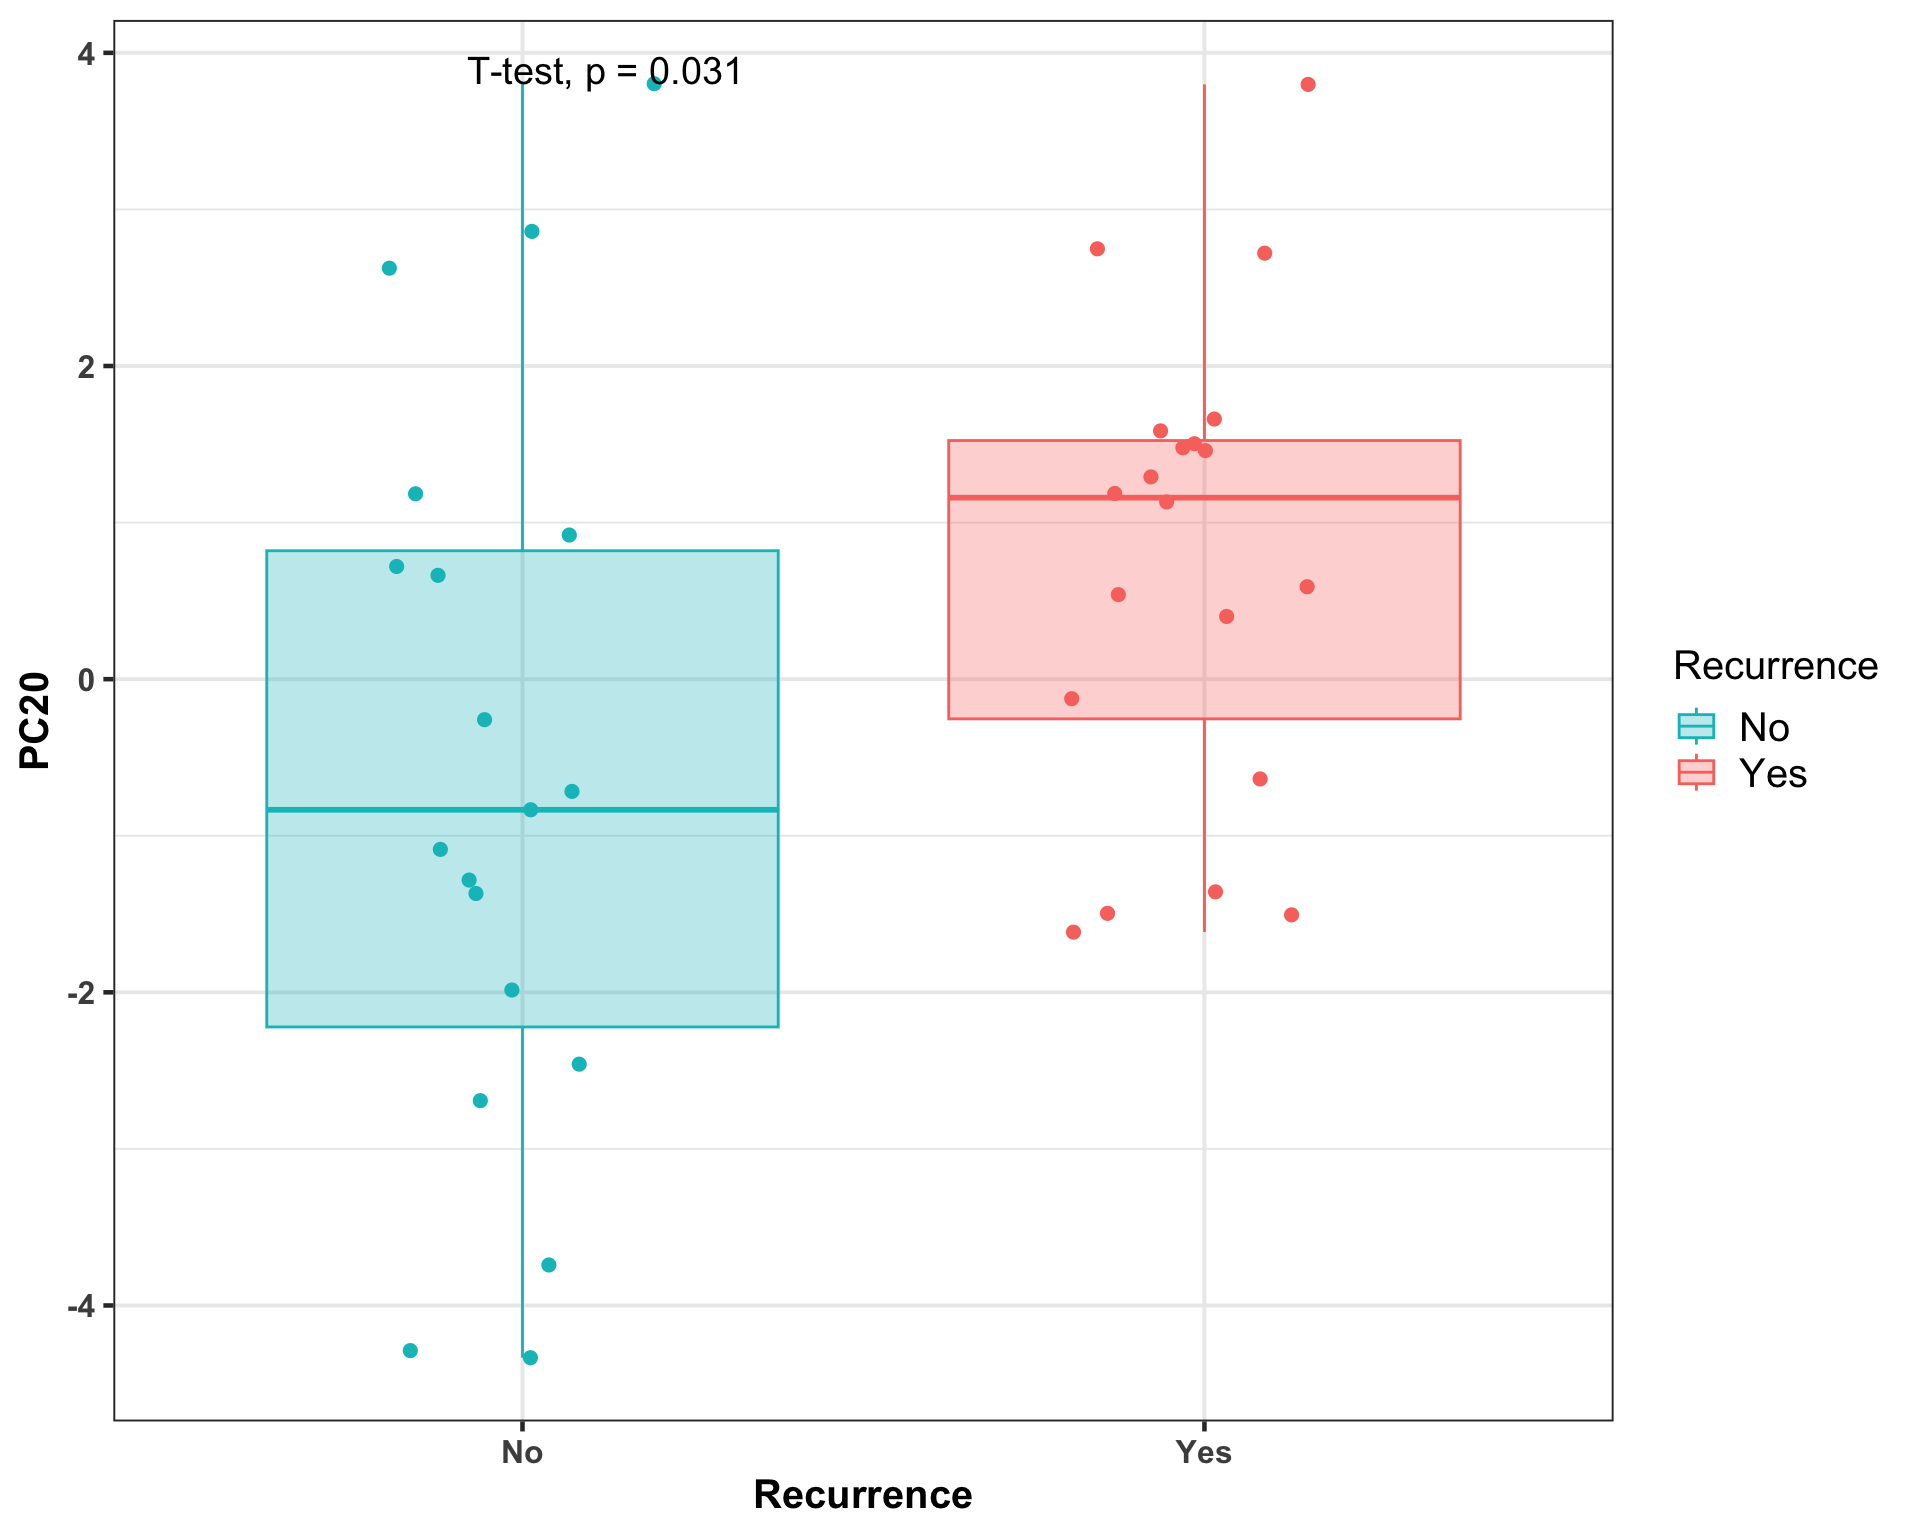 T-test, p = 0.031
4
2
0
-2
-4
PC20
No
Yes
Recurrence
Recurrence
No
Yes